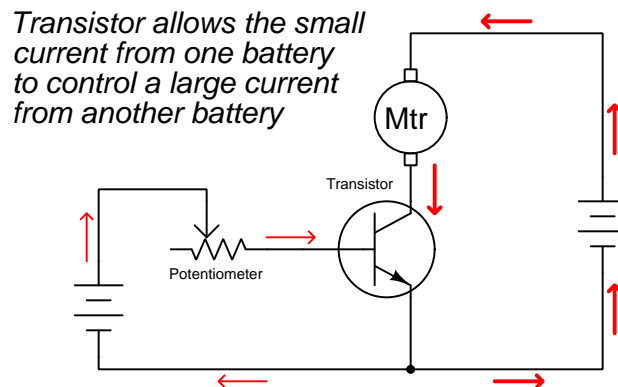 Transistor allows the small
current from one battery
to control a large current
from another battery
Mtr
Transistor
Potentiometer